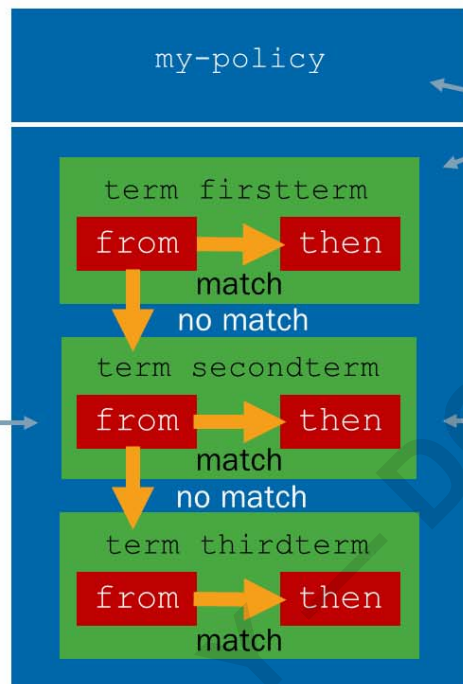 my-policy
term firstterm
from then
match
no match
term secondterm
from then
match
no match
term thirdterm
from then
match